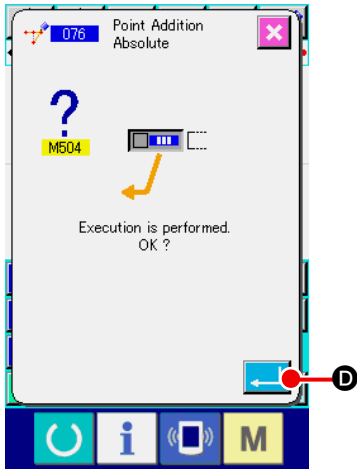 076
Point Addition
Absolute
?
M504
Execution is performed.
OK ?
D
i
M